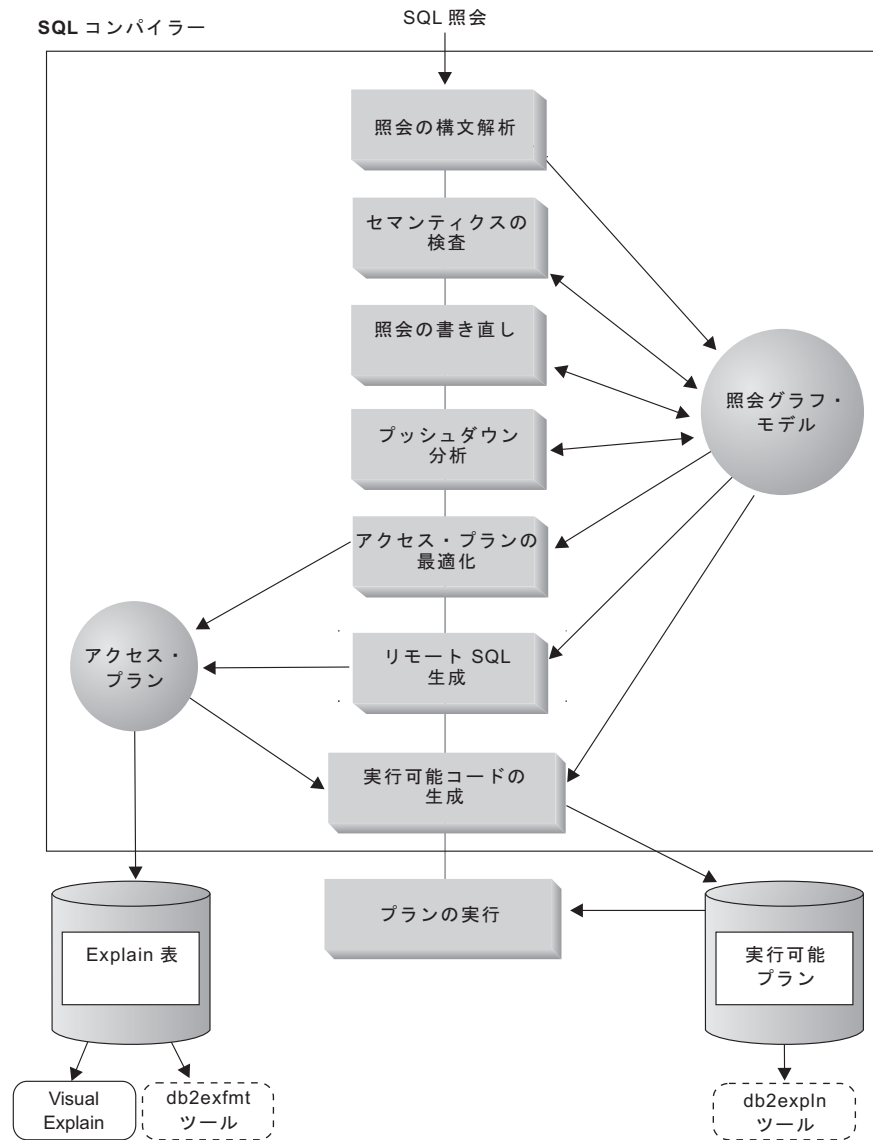 SQL コンパイラー
SQL 照会
照会の構文解析
セマンティクスの
検査
照会の書き直し
照会グラフ・
モデル
プッシュダウン
分析
アクセス・プランの
最適化
アクセス・
プラン
リモート SQL
生成
実行可能コードの
生成
プランの実行
Explain 表
実行可能
プラン
Visual
Explain
db2exfmt
ツール
db2expln
ツール